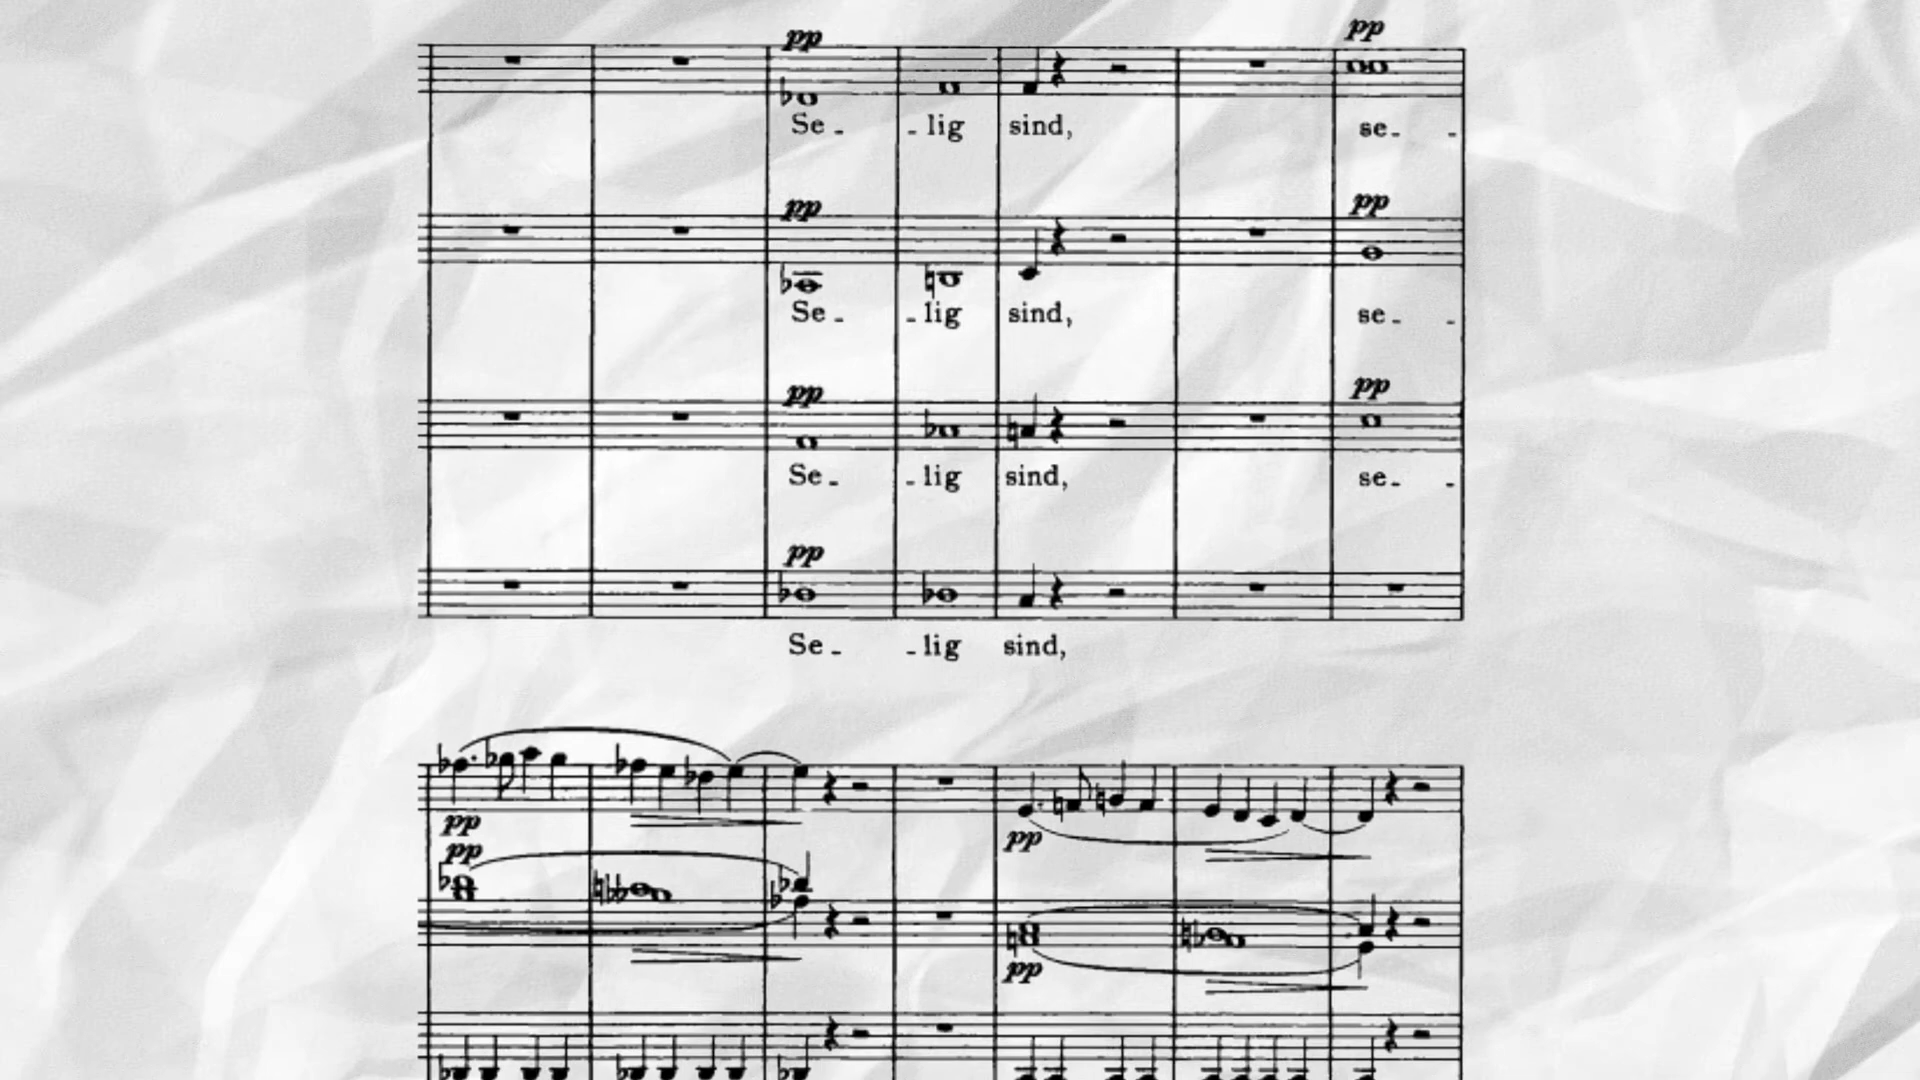 pp pp
Se - - lig sind, se - -
pp pp
Se - - lig sind, se - -
pp pp
Se - - lig sind, se - -
pp
Se - - lig sind,
pp
pp pp
pp